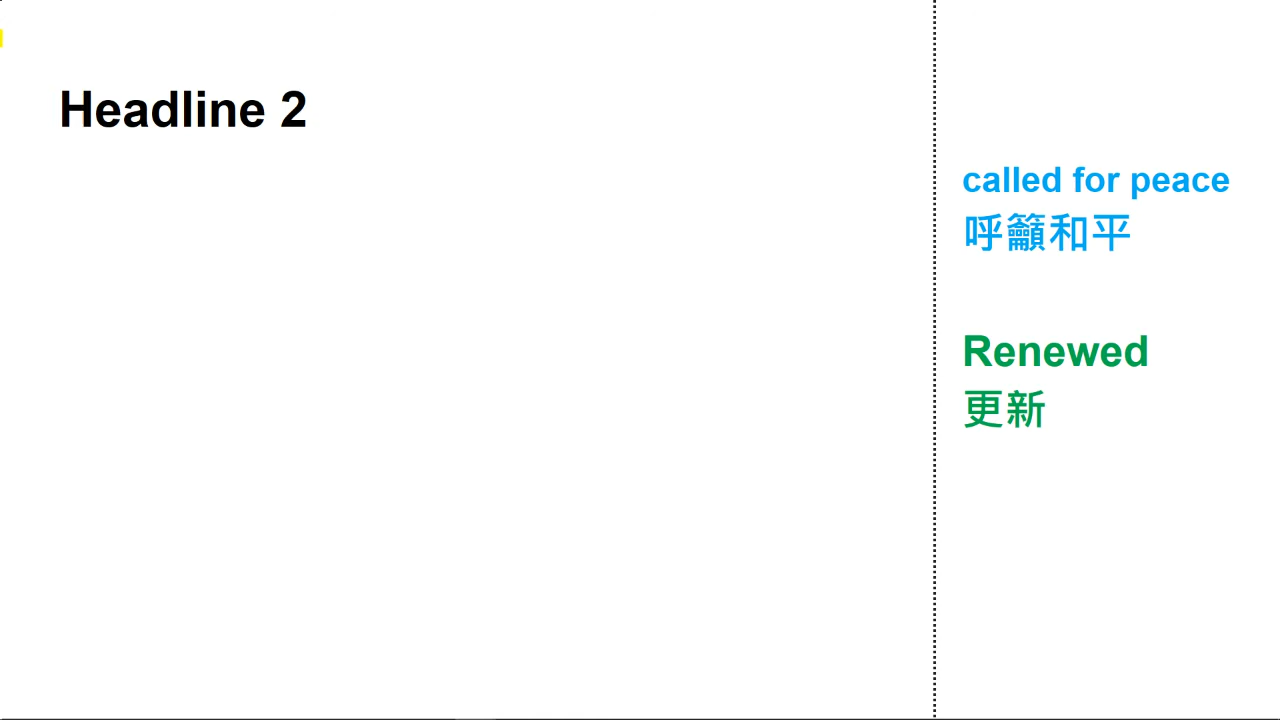 Headline 2
called for peace
呼籲和平
Renewed
更新